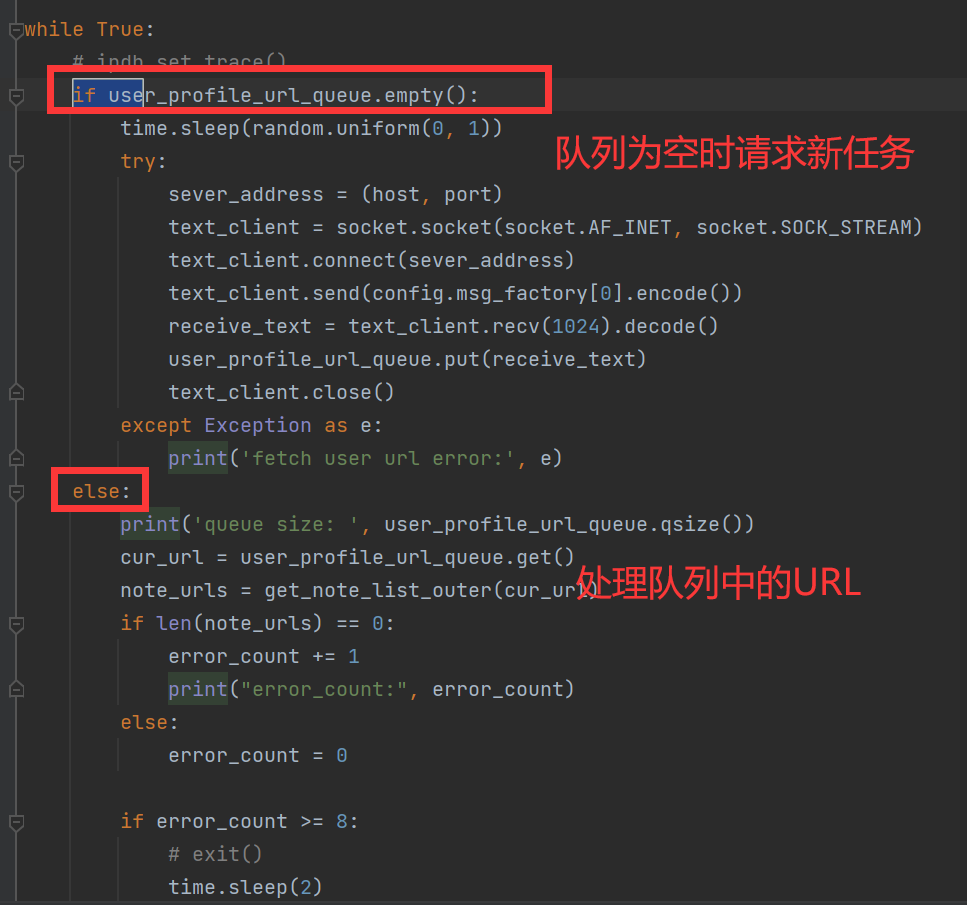 while True:
# ipdb.set_trace()
if user_profile_url_queue.empty():
time.sleep(random.uniform(0, 1))
队列为空时请求新任务
try:
sever_address = (host, port)
text_client = socket.socket(socket.AF_INET, socket.SOCK_STREAM)
text_client.connect(sever_address)
text_client.send(config.msg_factory[0].encode())
receive_text = text_client.recv(1024).decode()
user_profile_url_queue.put(receive_text)
text_client.close()
except Exception as e:
print('fetch user url error:', e)
else:
print('queue size: ', user_profile_url_queue.qsize())
cur_url = user_profile_url_queue.get()
处理队列中的URL
note_urls = get_note_list_outer(cur_url)
if len(note_urls) == 0:
error_count += 1
print("error_count:", error_count)
else:
error_count = 0
if error_count >= 8:
# exit()
time.sleep(2)